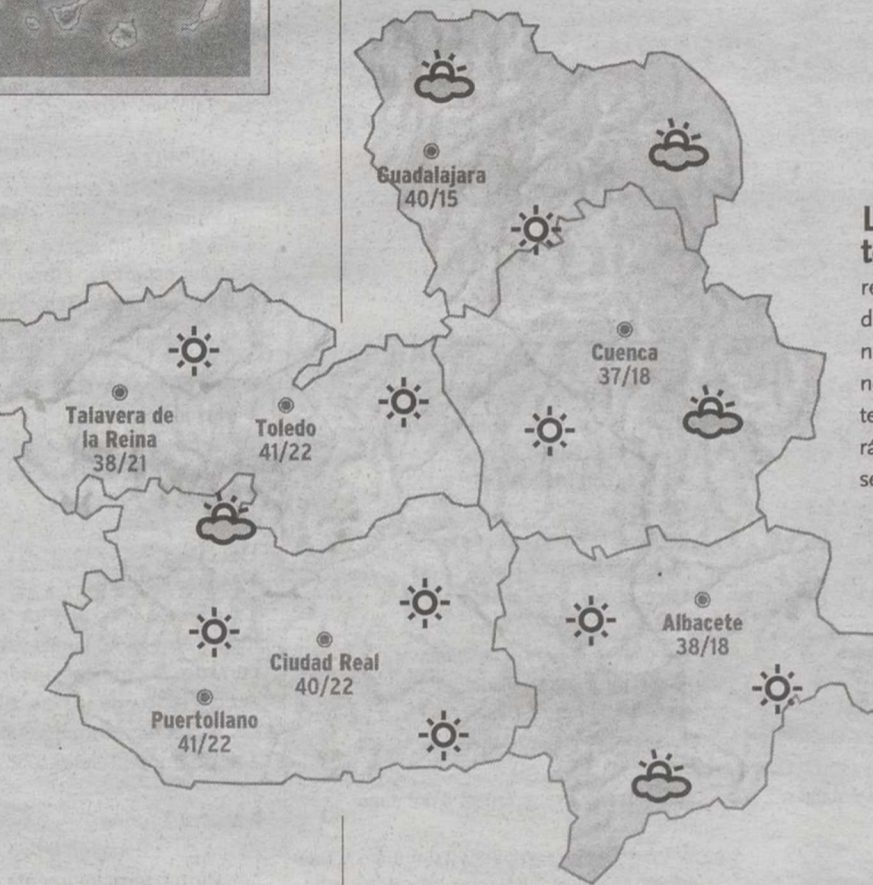 Guadalajara
40/15
Cuenca
37/18
Talavera de
la Reina
38/21
Toledo
41/22
Albacete
38/18
Ciudad Real
40/22
Puertollano
41/22